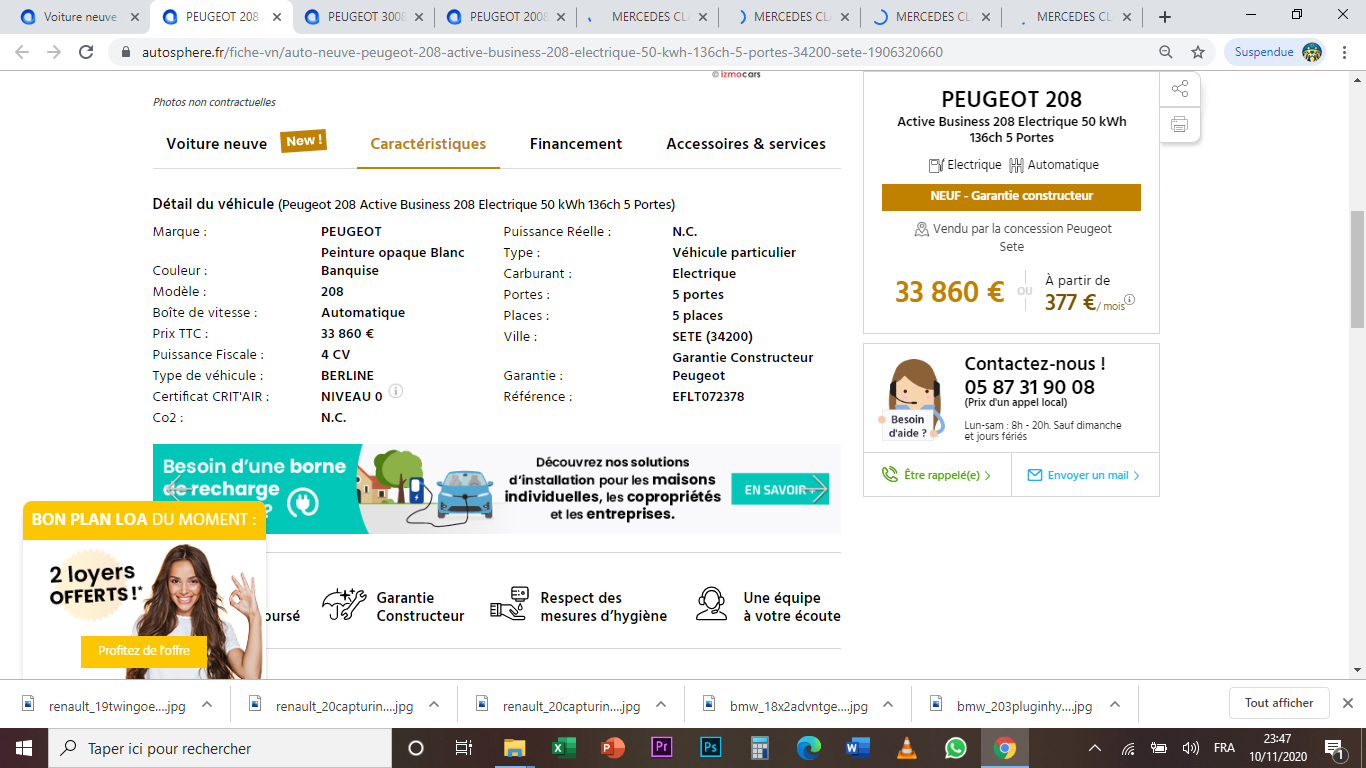 Voiture neuve
PEUGEOT 208
PEUGEOT 3008
PEUGEOT 2008
MERCEDES CLA
MERCEDES CLA
MERCEDES CLA
MERCEDES CLA
autosphere.fr/fiche-vn/auto-neuve-peugeot-208-active-business-208-electrique-50-kwh-136ch-5-portes-34200-sete-1906320660
Suspendue
© izmocars
Photos non contractuelles
Voiture neuve New !
Caractéristiques
Financement
Accessoires & services
Détail du véhicule (Peugeot 208 Active Business 208 Electrique 50 kWh 136ch 5 Portes)
Marque : PEUGEOT
Peinture opaque Blanc
Couleur : Banquise
Modèle : 208
Boîte de vitesse : Automatique
Prix TTC : 33 860 €
Puissance Fiscale : 4 CV
Type de véhicule : BERLINE
Certificat CRIT'AIR : NIVEAU 0
Co2 : N.C.
Puissance Réelle : N.C.
Type : Véhicule particulier
Carburant : Electrique
Portes : 5 portes
Places : 5 places
Ville : SETE (34200)
Garantie Constructeur
Garantie : Peugeot
Référence : EFLT072378
PEUGEOT 208
Active Business 208 Electrique 50 kWh
136ch 5 Portes
Electrique Automatique
NEUF - Garantie constructeur
Vendu par la concession Peugeot
Sete
33 860 €
OU
À partir de
377 €/ mois
Contactez-nous !
05 87 31 90 08
(Prix d'un appel local)
Lun-sam : 8h - 20h. Sauf dimanche
et jours fériés
Besoin
d'aide ?
Être rappelé(e)
Envoyer un mail
Besoin d'une borne
de recharge
?
Découvrez nos solutions
d'installation pour les maisons
individuelles, les copropriétés
et les entreprises.
EN SAVOIR
BON PLAN LOA DU MOMENT :
2 loyers
OFFERTS !*
Profitez de l'offre
oursé
Garantie
Constructeur
Respect des
mesures d'hygiène
Une équipe
à votre écoute
renault_19twingoe....jpg
renault_20capturin....jpg
renault_20capturin....jpg
bmw_18x2advntge....jpg
bmw_203pluginhy....jpg
Tout afficher
Taper ici pour rechercher
FRA
23:47
10/11/2020
1